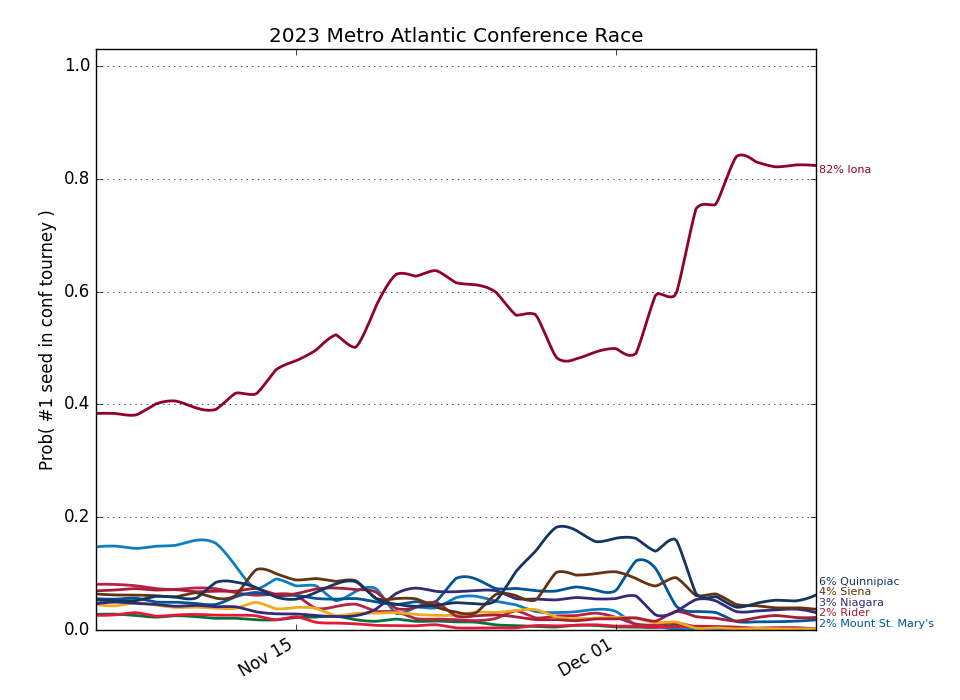 2023 Metro Atlantic Conference Race
Prob( #1 seed in conf tourney )
1.0
0.8
0.6
0.4
0.2
0.0
Nov 15
Dec 01
82% Iona
6% Quinnipiac
4% Siena
3% Niagara
2% Rider
2% Mount St. Mary's